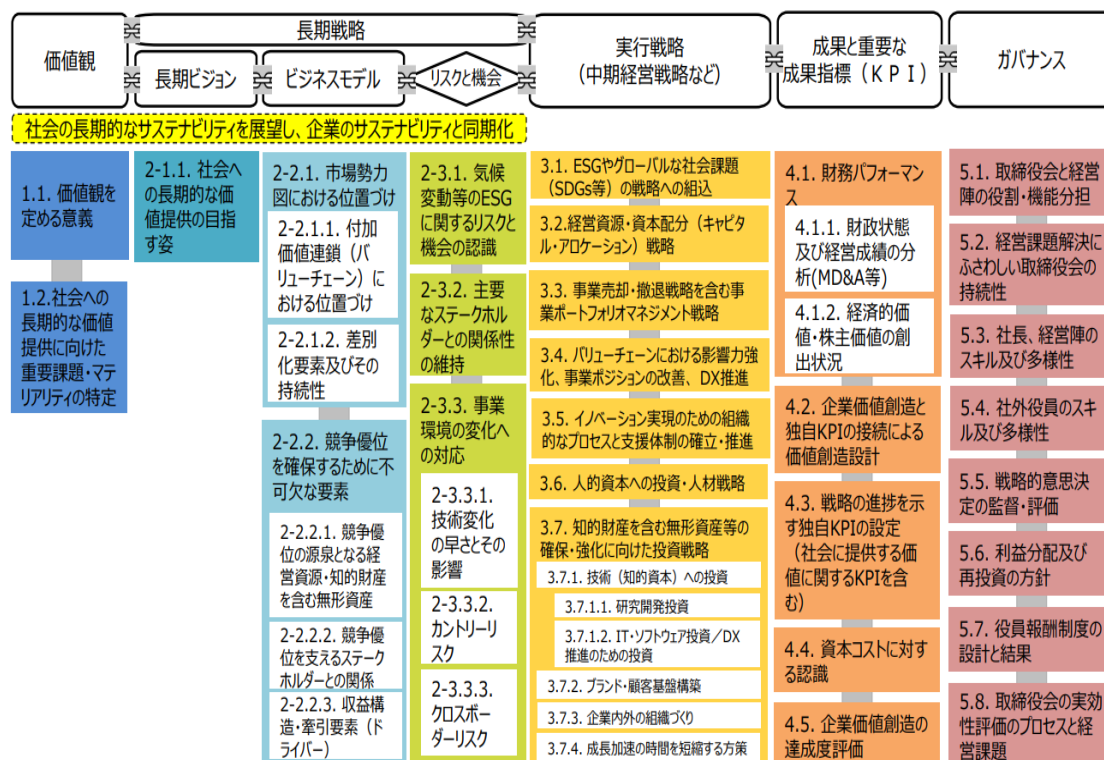 価値観
長期戦略
長期ビジョン
ビジネスモデル
リスクと機会
実行戦略
(中期経営戦略など)
成果と重要な
成果指標(KPI)
ガバナンス
社会の長期的なサステナビリティを展望し、企業のサステナビリティと同期化
1.1. 価値観を
定める意義
1.2.社会への
長期的な価値
提供に向けた
重要課題・マテ
リアリティの特定
2-1.1. 社会へ
の長期的な価
値提供の目指
す姿
2-2.1. 市場勢力
図における位置づけ
2-2.1.1. 付加
価値連鎖(バ
リューチェーン)に
おける位置づけ
2-2.1.2. 差別
化要素及びその
持続性
2-2.2. 競争優位
を確保するために不
可欠な要素
2-2.2.1. 競争優
位の源泉となる経
営資源・知的財産
を含む無形資産
2-2.2.2. 競争優
位を支えるステーク
ホルダーとの関係
2-2.2.3. 収益構
造・牽引要素(ド
ライバー)
2-3.1. 気候
変動等のESG
に関するリスクと
機会の認識
2-3.2. 主要
なステークホル
ダーとの関係性
の維持
2-3.3. 事業
環境の変化へ
の対応
2-3.3.1.
技術変化
の早さとその
影響
2-3.3.2.
カントリーリ
スク
2-3.3.3.
クロスボー
ダーリスク
3.1. ESGやグローバルな社会課題
(SDGs等)の戦略への組込
3.2.経営資源・資本配分(キャピ
タル・アロケーション)戦略
3.3. 事業売却・撤退戦略を含む事
業ポートフォリオマネジメント戦略
3.4. バリューチェーンにおける影響力強
化、事業ポジションの改善、DX推進
3.5. イノベーション実現のための組織
的なプロセスと支援体制の確立・推進
3.6. 人的資本への投資・人材戦略
3.7. 知的財産を含む無形資産等の
確保・強化に向けた投資戦略
3.7.1. 技術(知的資本)への投資
3.7.1.1. 研究開発投資
3.7.1.2. IT・ソフトウェア投資/DX
推進のための投資
3.7.2. ブランド・顧客基盤構築
3.7.3. 企業内外の組織づくり
3.7.4. 成長加速の時間を短縮する方策
4.1. 財務パフォーマン
ス
4.1.1. 財政状態
及び経営成績の分
析(MD&A等)
4.1.2. 経済的価
値・株主価値の創
出状況
4.2. 企業価値創造と
独自KPIの接続による
価値創造設計
4.3. 戦略の進捗を示
す独自KPIの設定
(社会に提供する価
値に関するKPIを含
む)
4.4. 資本コストに対す
る認識
4.5. 企業価値創造の
達成度評価
5.1. 取締役会と経営
陣の役割・機能分担
5.2. 経営課題解決に
ふさわしい取締役会の
持続性
5.3. 社長、経営陣の
スキル及び多様性
5.4. 社外役員のスキ
ル及び多様性
5.5. 戦略的意思決
定の監督・評価
5.6. 利益分配及び
再投資の方針
5.7. 役員報酬制度の
設計と結果
5.8. 取締役会の実効
性評価のプロセスと経
営課題